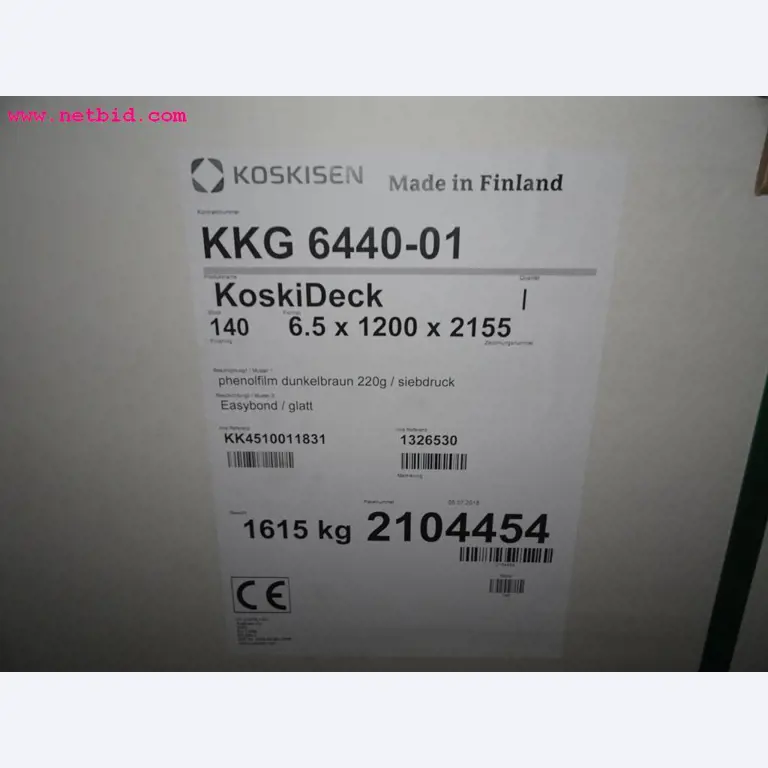 www.netbid.com
KOSKISEN Made in Finland
KKG 6440-01
Qualität
KoskiDeck I
140 6.5 x 1200 x 2155
phenolfilm dunkelbraun 220g / siebdruck
Easybond / glatt
KK4510011831 1326530
1615 kg 2104454
CE